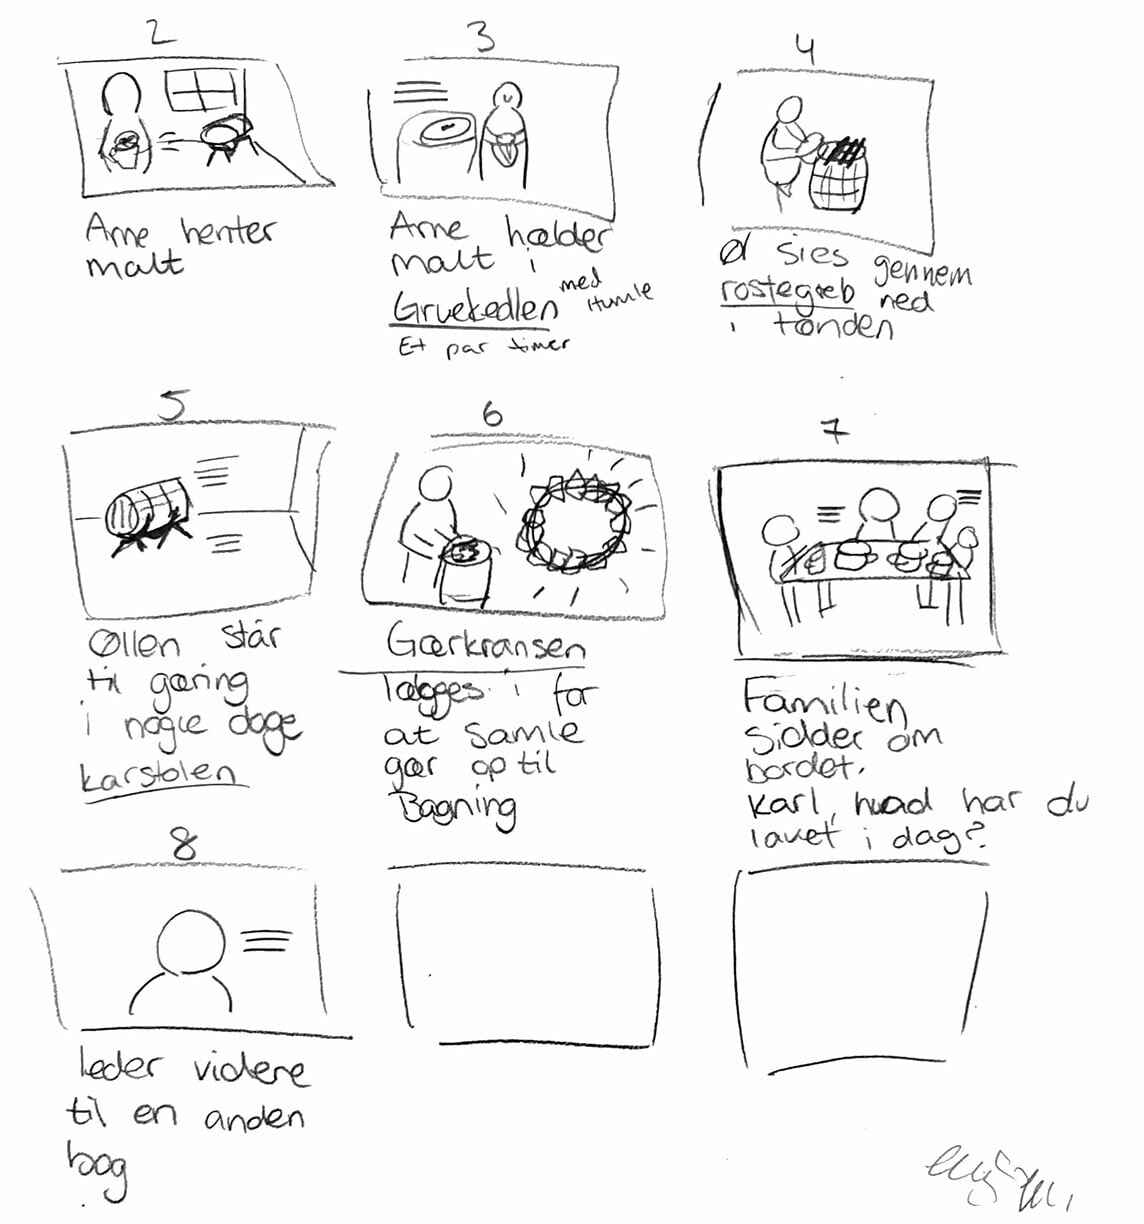 2
3
4
Arne henter
malt
Arne hælder
malt i
Gruekedlen med
Humle
Et par timer
Øl sies gennem
rostegreb ned
i tønden
5
6
7
Øllen står
til gæring
i nogle dage
karstolen
Gærkransen
lægges i for
at samle
gær op til
Bagning
Familien
sidder om
bordet.
Karl, hvad har du
lavet i dag?
8
leder videre
til en anden
bog